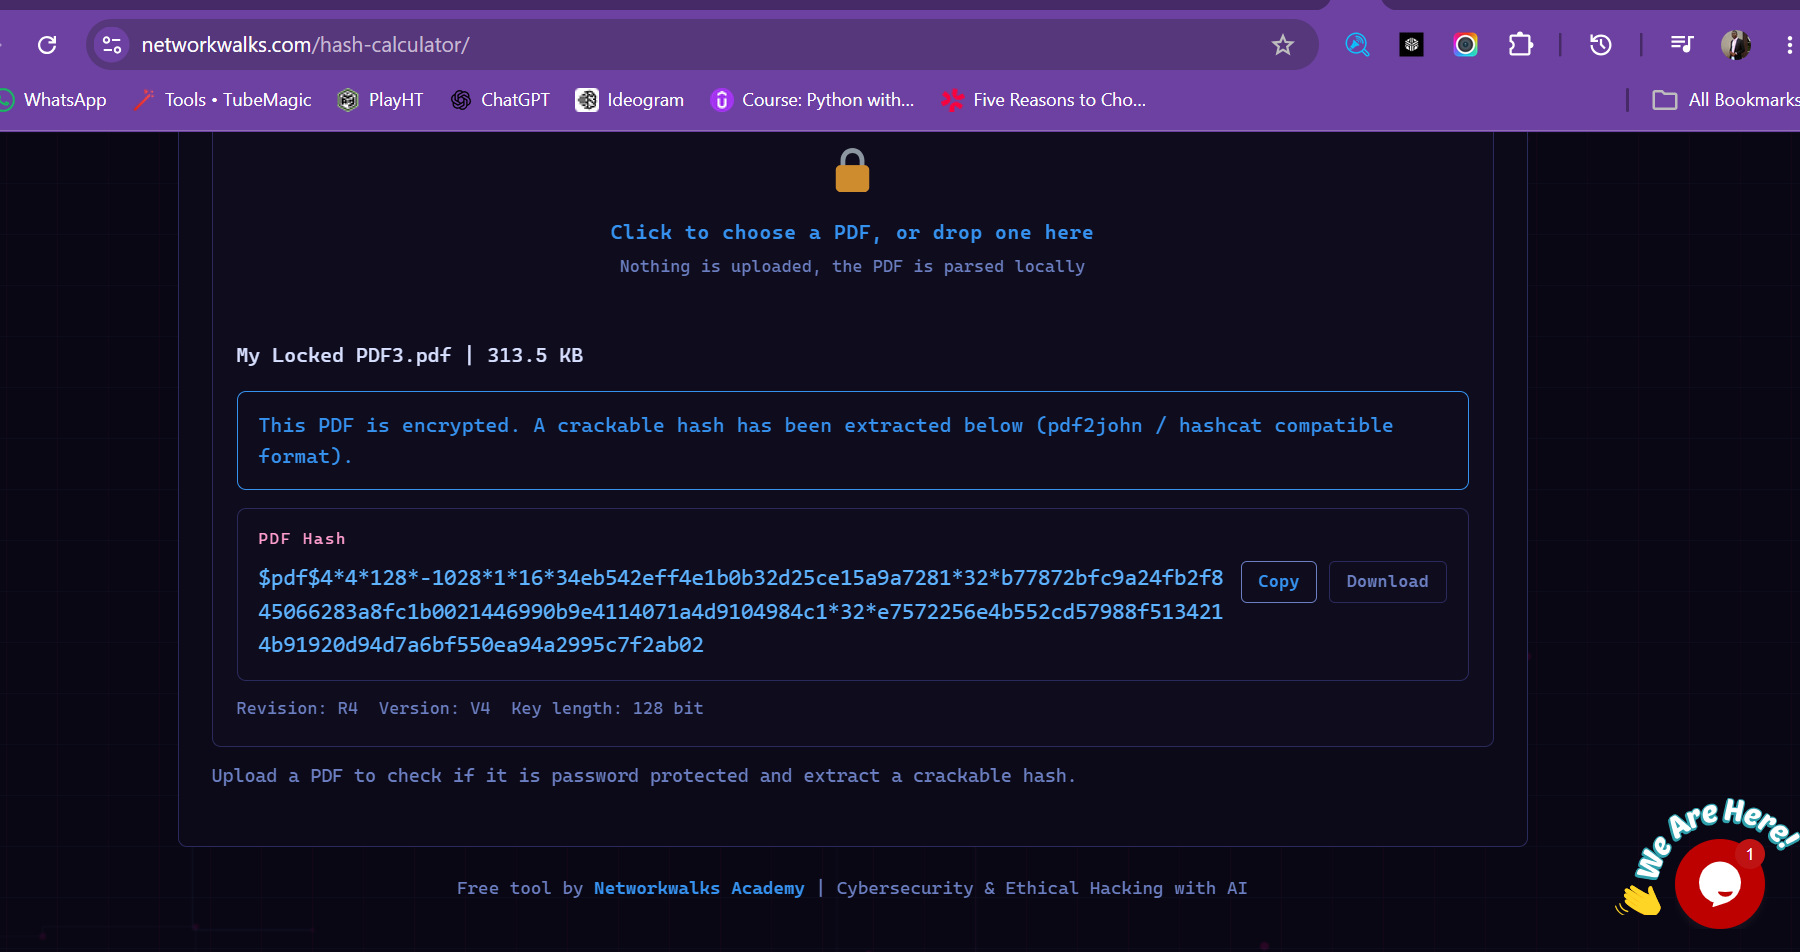 networkwalks.com/hash-calculator/
WhatsApp Tools • TubeMagic PlayHT ChatGPT Ideogram Course: Python with... Five Reasons to Cho... All Bookmarks
Click to choose a PDF, or drop one here
Nothing is uploaded, the PDF is parsed locally
My Locked PDF3.pdf | 313.5 KB
This PDF is encrypted. A crackable hash has been extracted below (pdf2john / hashcat compatible
format).
PDF Hash
$pdf$4*4*128*-1028*1*16*34eb542eff4e1b0b32d25ce15a9a7281*32*b77872bfc9a24fb2f8
45066283a8fc1b0021446990b9e4114071a4d9104984c1*32*e7572256e4b552cd57988f513421
4b91920d94d7a6bf550ea94a2995c7f2ab02
Copy Download
Revision: R4 Version: V4 Key length: 128 bit
Upload a PDF to check if it is password protected and extract a crackable hash.
We Are Here!
1
Free tool by Networkwalks Academy | Cybersecurity & Ethical Hacking with AI